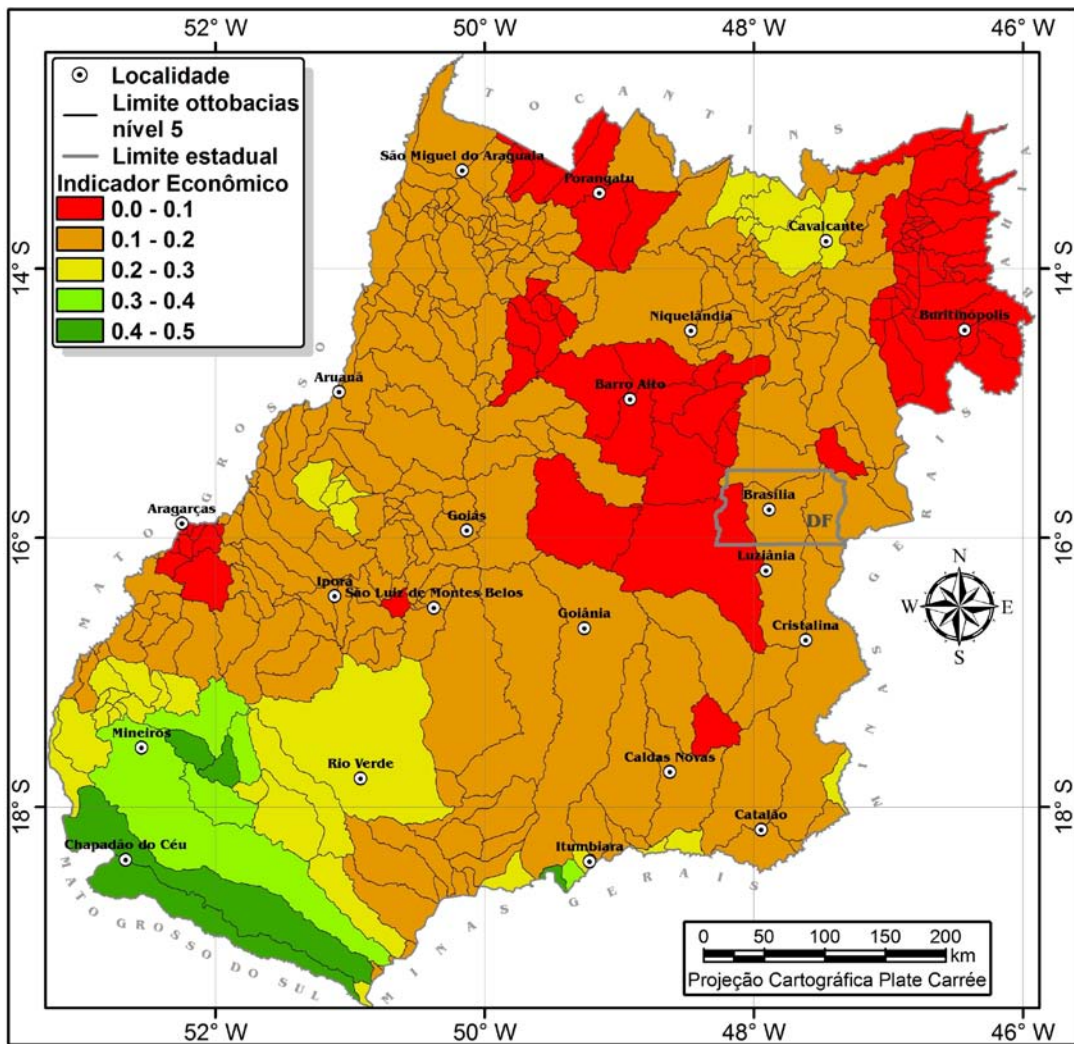 52° W 50° W 48° W 46° W
Localidade
Limite ottobacias
nível 5
Limite estadual
Indicador Econômico
0.0 - 0.1
0.1 - 0.2
0.2 - 0.3
0.3 - 0.4
0.4 - 0.5
TOCANTINS
BAHIA
São Miguel do Araguaia
Porangatu
Cavalcante
14° S 14° S
Niquelândia
Buritinópolis
Aruanã
Barro Alto
MATO GROSSO
Brasília
Aragarças
DF
Goiás
16° S 16° S
Luziânia
Iporá
São Luiz de Montes Belos
Goiânia
Cristalina
N
W E
S
MINAS GERAIS
Mineiros
Rio Verde
Caldas Novas
18° S 18° S
Catalão
Chapadão do Céu
Itumbiara
MATO GROSSO DO SUL
MINAS GERAIS
0 50 100 150 200
km
Projeção Cartográfica Plate Carrée
52° W 50° W 48° W 46° W